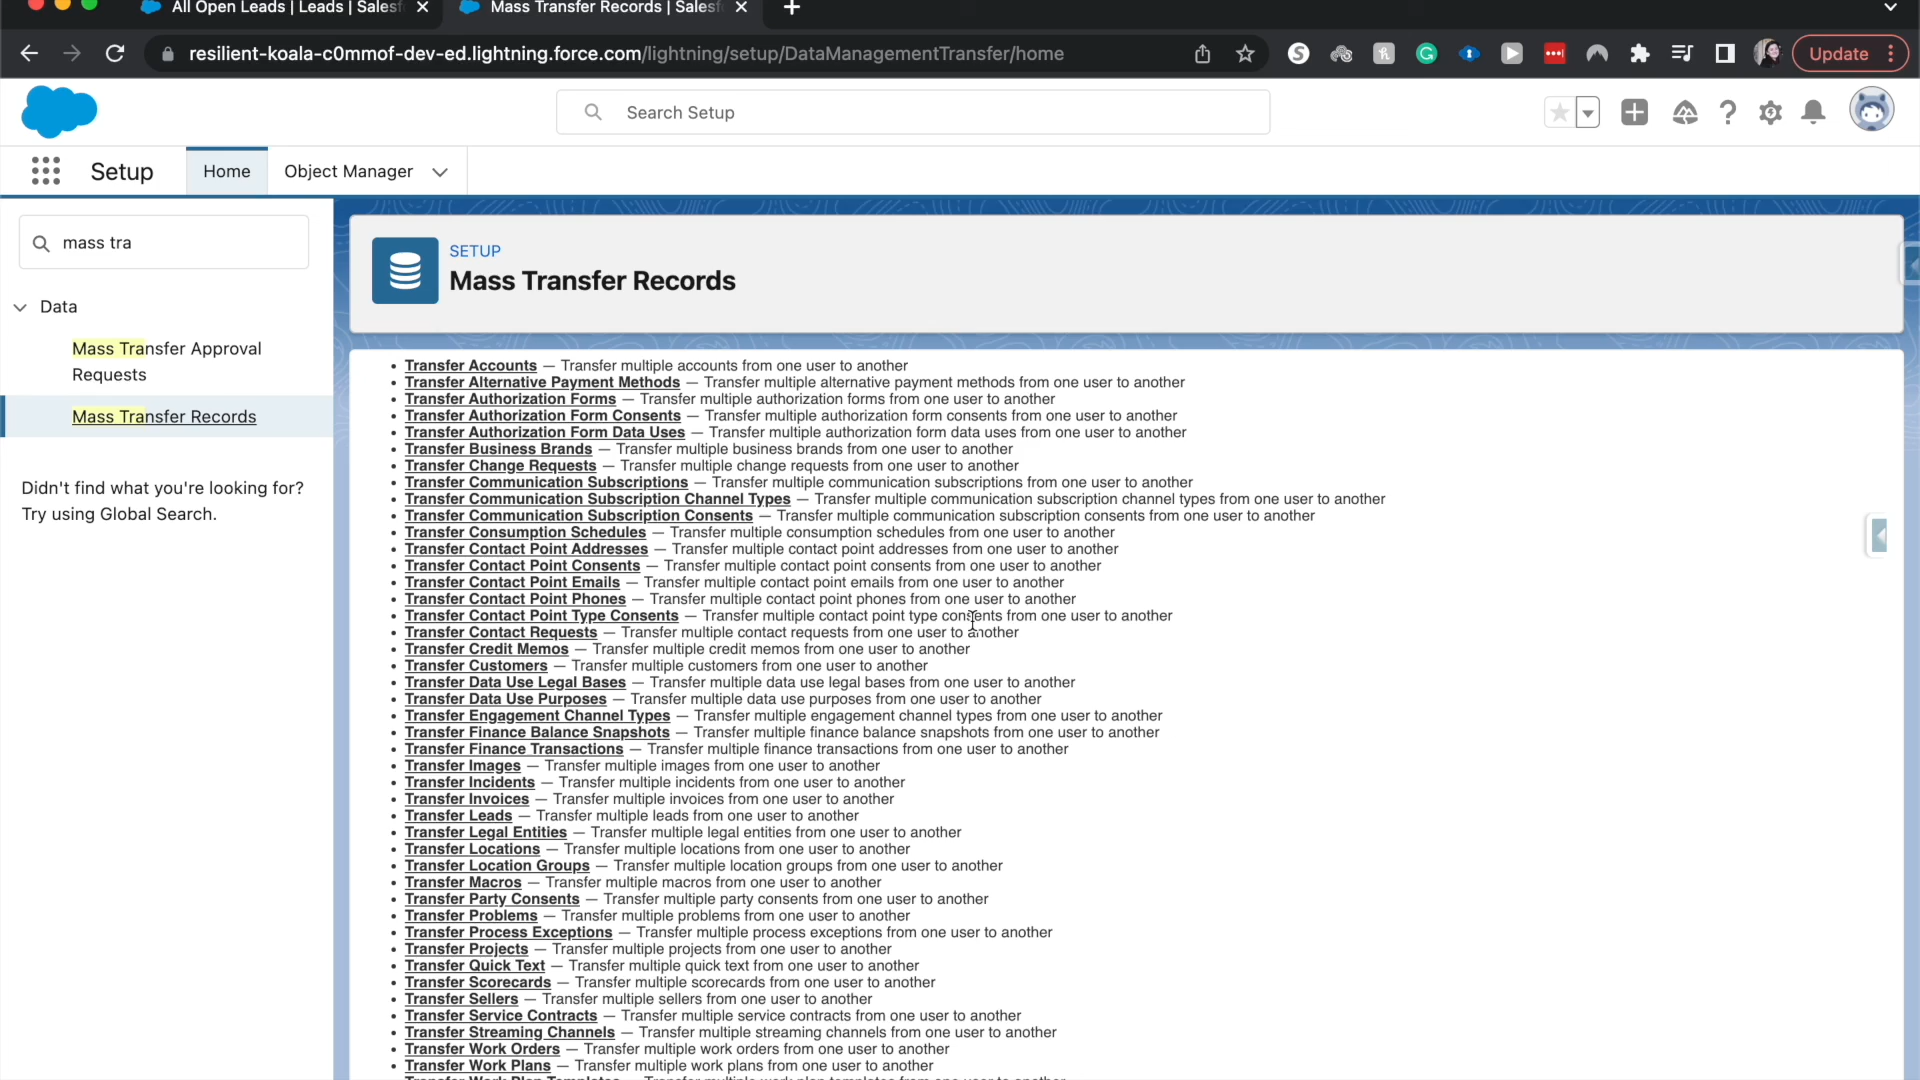 All Open Leads | Leads | Salesf
Mass Transfer Records | Salesf
resilient-koala-c0mmof-dev-ed.lightning.force.com/lightning/setup/DataManagementTransfer/home
Update
Search Setup
Setup
Home
Object Manager
mass tra
Data
Mass Transfer Approval
Requests
Mass Transfer Records
Didn't find what you're looking for?
Try using Global Search.
SETUP
Mass Transfer Records
Transfer Accounts — Transfer multiple accounts from one user to another
Transfer Alternative Payment Methods — Transfer multiple alternative payment methods from one user to another
Transfer Authorization Forms — Transfer multiple authorization forms from one user to another
Transfer Authorization Form Consents — Transfer multiple authorization form consents from one user to another
Transfer Authorization Form Data Uses — Transfer multiple authorization form data uses from one user to another
Transfer Business Brands — Transfer multiple business brands from one user to another
Transfer Change Requests — Transfer multiple change requests from one user to another
Transfer Communication Subscriptions — Transfer multiple communication subscriptions from one user to another
Transfer Communication Subscription Channel Types — Transfer multiple communication subscription channel types from one user to another
Transfer Communication Subscription Consents — Transfer multiple communication subscription consents from one user to another
Transfer Consumption Schedules — Transfer multiple consumption schedules from one user to another
Transfer Contact Point Addresses — Transfer multiple contact point addresses from one user to another
Transfer Contact Point Consents — Transfer multiple contact point consents from one user to another
Transfer Contact Point Emails — Transfer multiple contact point emails from one user to another
Transfer Contact Point Phones — Transfer multiple contact point phones from one user to another
Transfer Contact Point Type Consents — Transfer multiple contact point type consents from one user to another
Transfer Contact Requests — Transfer multiple contact requests from one user to another
Transfer Credit Memos — Transfer multiple credit memos from one user to another
Transfer Customers — Transfer multiple customers from one user to another
Transfer Data Use Legal Bases — Transfer multiple data use legal bases from one user to another
Transfer Data Use Purposes — Transfer multiple data use purposes from one user to another
Transfer Engagement Channel Types — Transfer multiple engagement channel types from one user to another
Transfer Finance Balance Snapshots — Transfer multiple finance balance snapshots from one user to another
Transfer Finance Transactions — Transfer multiple finance transactions from one user to another
Transfer Images — Transfer multiple images from one user to another
Transfer Incidents — Transfer multiple incidents from one user to another
Transfer Invoices — Transfer multiple invoices from one user to another
Transfer Leads — Transfer multiple leads from one user to another
Transfer Legal Entities — Transfer multiple legal entities from one user to another
Transfer Locations — Transfer multiple locations from one user to another
Transfer Location Groups — Transfer multiple location groups from one user to another
Transfer Macros — Transfer multiple macros from one user to another
Transfer Party Consents — Transfer multiple party consents from one user to another
Transfer Problems — Transfer multiple problems from one user to another
Transfer Process Exceptions — Transfer multiple process exceptions from one user to another
Transfer Projects — Transfer multiple projects from one user to another
Transfer Quick Text — Transfer multiple quick text from one user to another
Transfer Scorecards — Transfer multiple scorecards from one user to another
Transfer Sellers — Transfer multiple sellers from one user to another
Transfer Service Contracts — Transfer multiple service contracts from one user to another
Transfer Streaming Channels — Transfer multiple streaming channels from one user to another
Transfer Work Orders — Transfer multiple work orders from one user to another
Transfer Work Plans — Transfer multiple work plans from one user to another